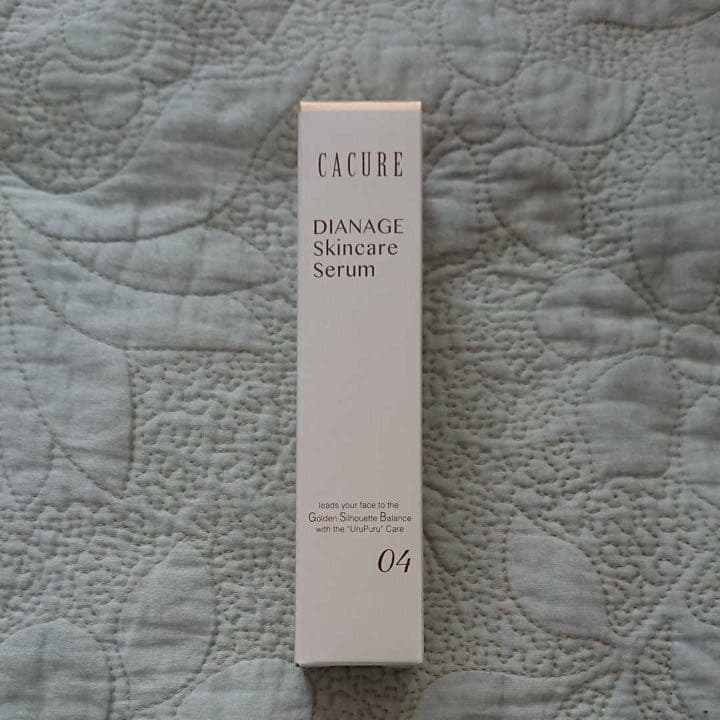 CACURE
DIANAGE
Skincare
Serum
leads your face to the
Golden Silhouette Balance
with the "UruPuru" Care
04